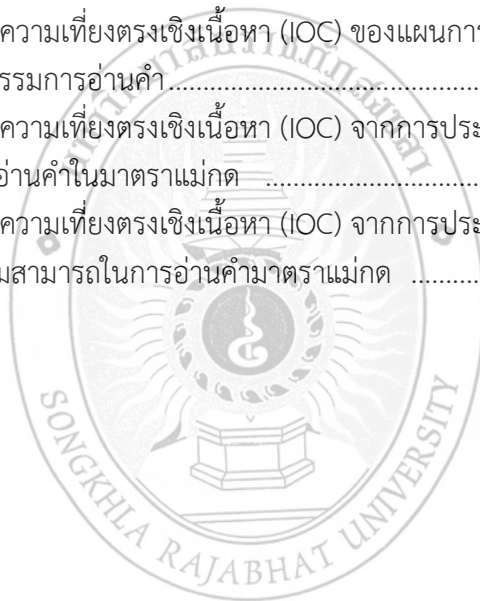 ความเที่ยงตรงเชิงเนื้อหา (IOC) ของแผนการ
รรมการอ่านคำ.......................................................
ความเที่ยงตรงเชิงเนื้อหา (IOC) จากการประ
อ่านคำในมาตราแม่กด .....................................
ความเที่ยงตรงเชิงเนื้อหา (IOC) จากการประ
มสามารถในการอ่านคำมาตราแม่กด ............
SONGKHLA RAJABHAT UNIVERSITY